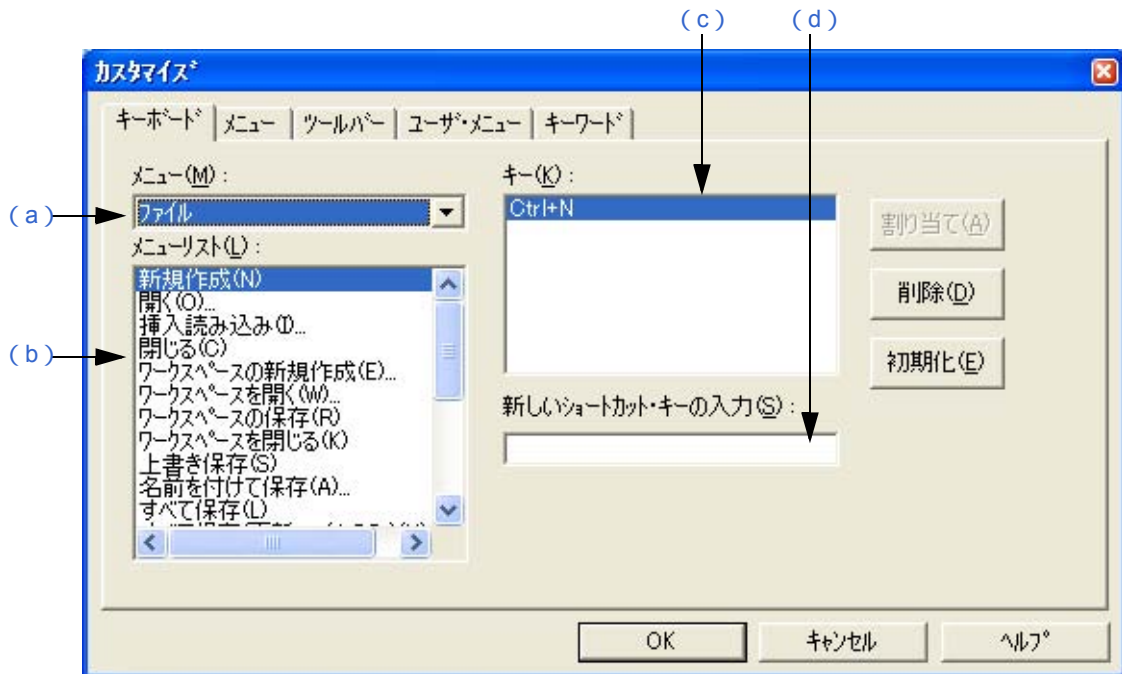 (c) (d)
カスタマイズ
キーボード メニュー ツールバー ユーザ・メニュー キーワード
メニュー(M) :
(a) ファイル
メニューリスト(L) :
(b)
新規作成(N)
開く(O)...
挿入読み込み(I)...
閉じる(C)
ワークスペースの新規作成(E)...
ワークスペースを開く(W)...
ワークスペースの保存(R)
ワークスペースを閉じる(K)
上書き保存(S)
名前を付けて保存(A)...
すべて保存(L)
キー(K) :
Ctrl+N
新しいショートカット・キーの入力(S) :
割り当て(A)
削除(D)
初期化(E)
OK キャンセル ヘルプ